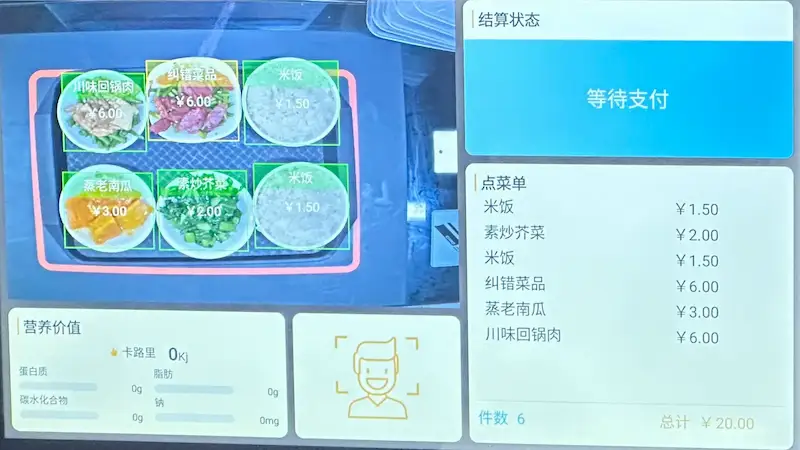 川味回锅肉
¥6.00
纠错菜品
¥6.00
米饭
¥1.50
蒸老南瓜
¥3.00
素炒芥菜
¥2.00
米饭
¥1.50
营养价值
卡路里 0Kj
蛋白质 0g
脂肪 0g
碳水化合物 0g
钠 0mg
结算状态
等待支付
点菜单
米饭 ¥1.50
素炒芥菜 ¥2.00
米饭 ¥1.50
纠错菜品 ¥6.00
蒸老南瓜 ¥3.00
川味回锅肉 ¥6.00
件数 6 总计 ¥20.00